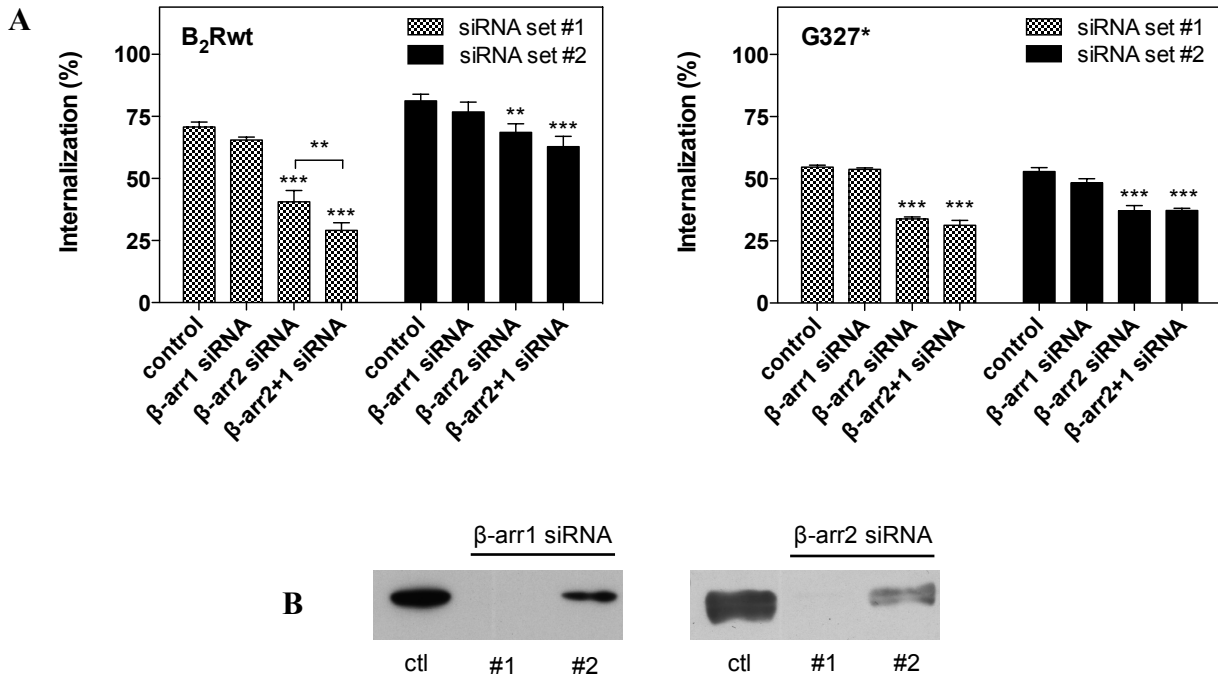 A
B2Rwt
siRNA set #1
siRNA set #2
Internalization (%)
100
75
50
25
0
***
**
***
**
***
control
β-arr1 siRNA
β-arr2 siRNA
β-arr2+1 siRNA
control
β-arr1 siRNA
β-arr2 siRNA
β-arr2+1 siRNA
G327*
siRNA set #1
siRNA set #2
Internalization (%)
100
75
50
25
0
***
***
***
***
control
β-arr1 siRNA
β-arr2 siRNA
β-arr2+1 siRNA
control
β-arr1 siRNA
β-arr2 siRNA
β-arr2+1 siRNA
B
β-arr1 siRNA
ctl #1 #2
β-arr2 siRNA
ctl #1 #2